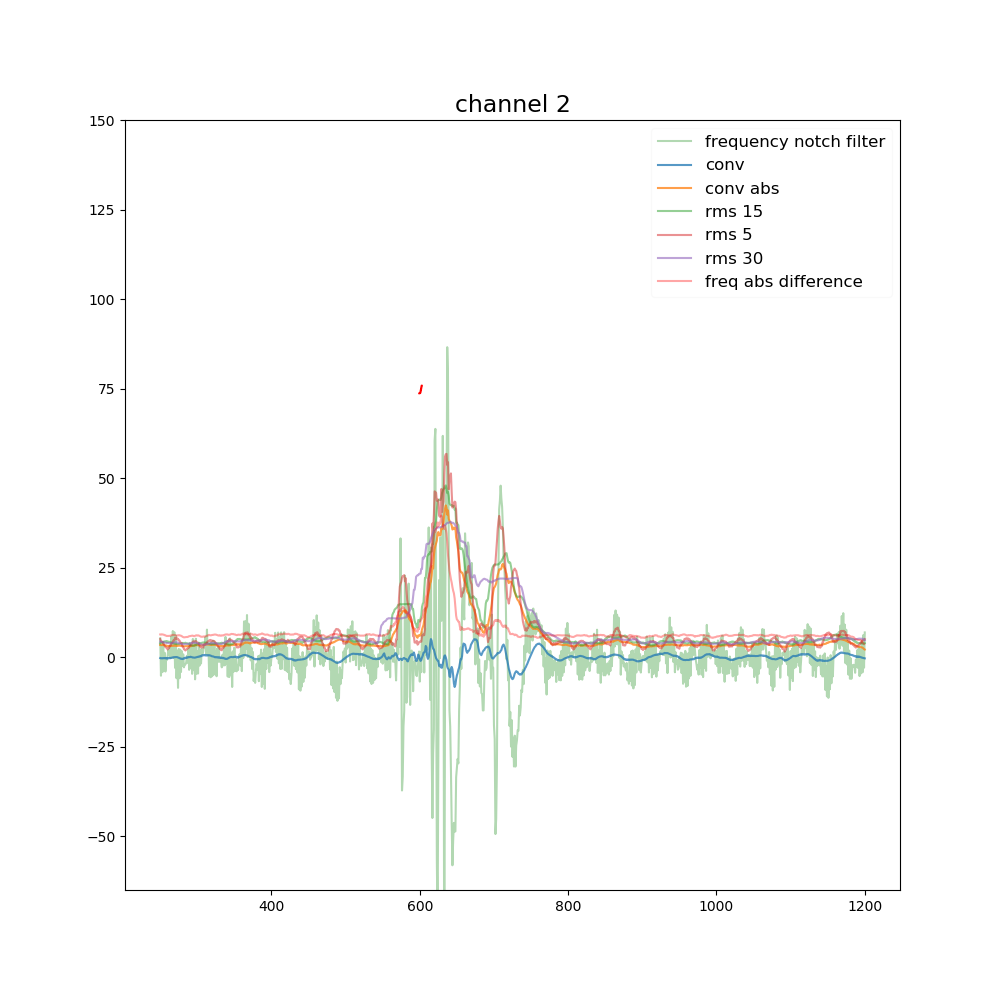 channel 2
150
125
100
75
50
25
0
−25
−50
400
600
800
1000
1200
frequency notch filter
conv
conv abs
rms 15
rms 5
rms 30
freq abs difference